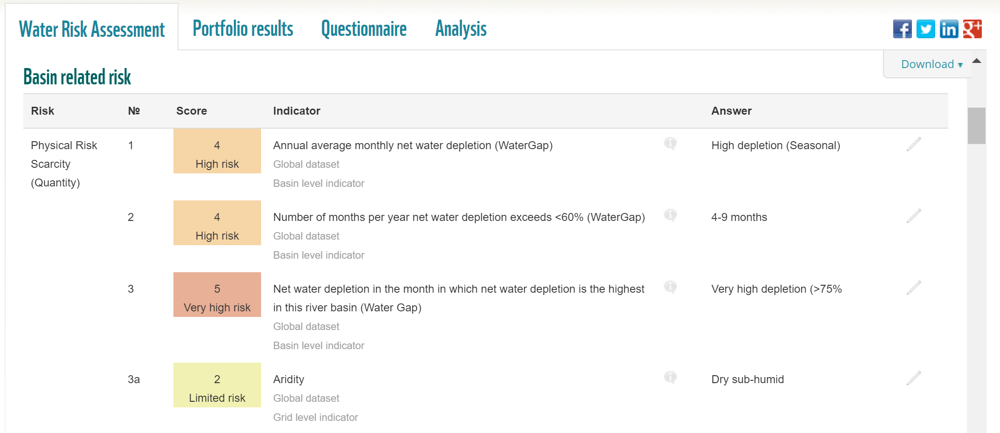 Water Risk Assessment
Portfolio results
Questionnaire
Analysis
f
in
g+
Download ▾
Basin related risk
Risk
№
Score
Indicator
Answer
Physical Risk
Scarcity
(Quantity)
1
4
High risk
Annual average monthly net water depletion (WaterGap)
Global dataset
Basin level indicator
i
High depletion (Seasonal)
2
4
High risk
Number of months per year net water depletion exceeds <60% (WaterGap)
Global dataset
Basin level indicator
i
4-9 months
3
5
Very high risk
Net water depletion in the month in which net water depletion is the highest
in this river basin (Water Gap)
Global dataset
Basin level indicator
i
Very high depletion (>75%
3a
2
Limited risk
Aridity
Global dataset
Grid level indicator
i
Dry sub-humid